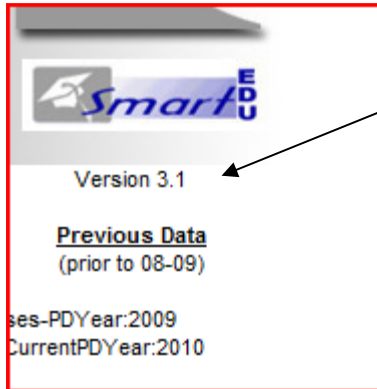 Smart EDU
Version 3.1
Previous Data
(prior to 08-09)
ses-PDYear:2009
CurrentPDYear:2010